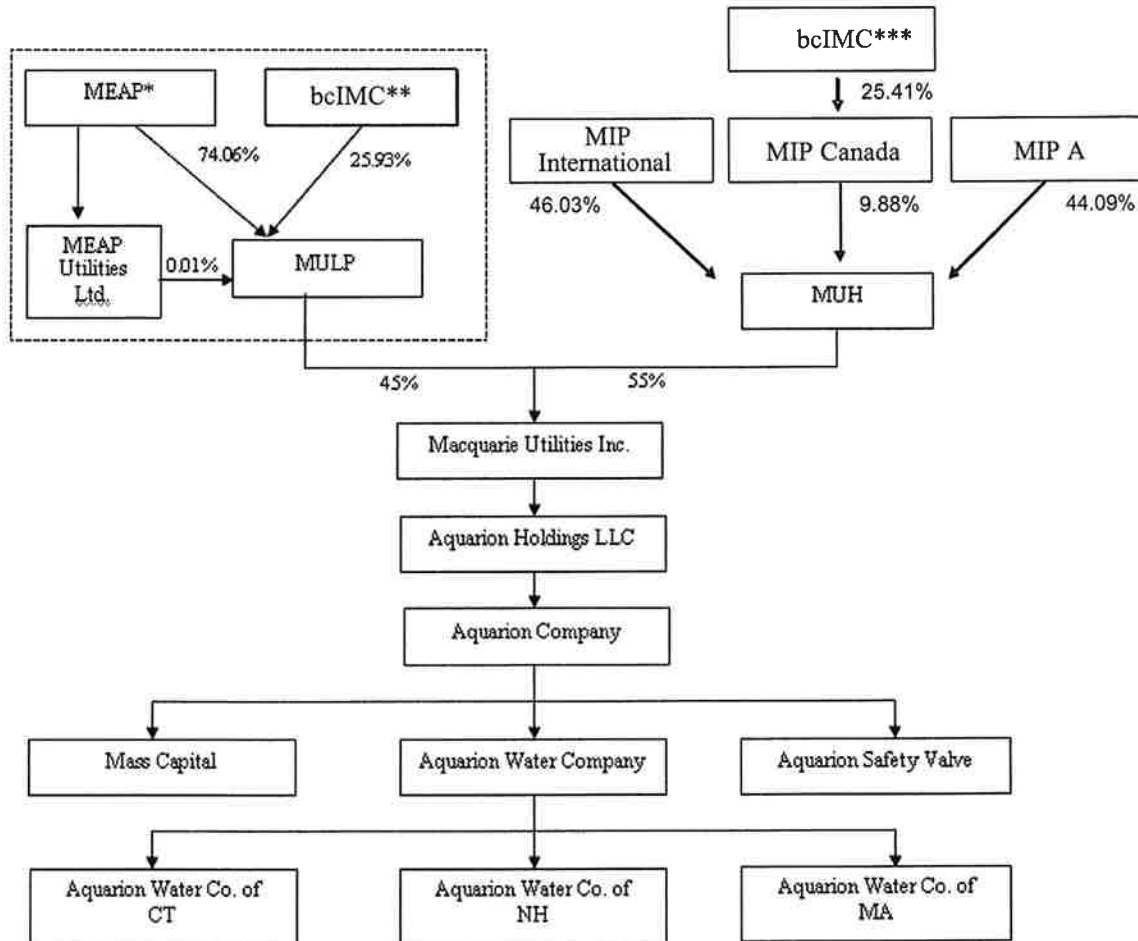 bcIMC***
25.41%
MEAP*
bcIMC**
74.06%
25.93%
MEAP
Utilities
Ltd.
0.01%
MULP
MIP
International
MIP Canada
MIP A
46.03%
9.88%
44.09%
MUH
45%
55%
Macquarie Utilities Inc.
Aquarion Holdings LLC
Aquarion Company
Mass Capital
Aquarion Water Company
Aquarion Safety Valve
Aquarion Water Co. of
CT
Aquarion Water Co. of
NH
Aquarion Water Co. of
MA